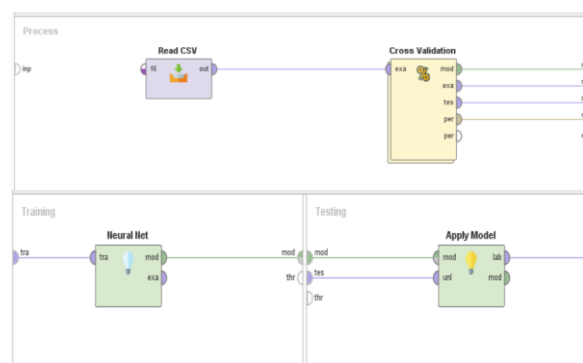 Process
Read CSV
Cross Validation
inp
fil
out
exa
mod
exa
tes
per
per
Training
Testing
Neural Net
Apply Model
tra
tra
mod
exa
mod
thr
mod
tes
thr
mod
unl
lab
mod